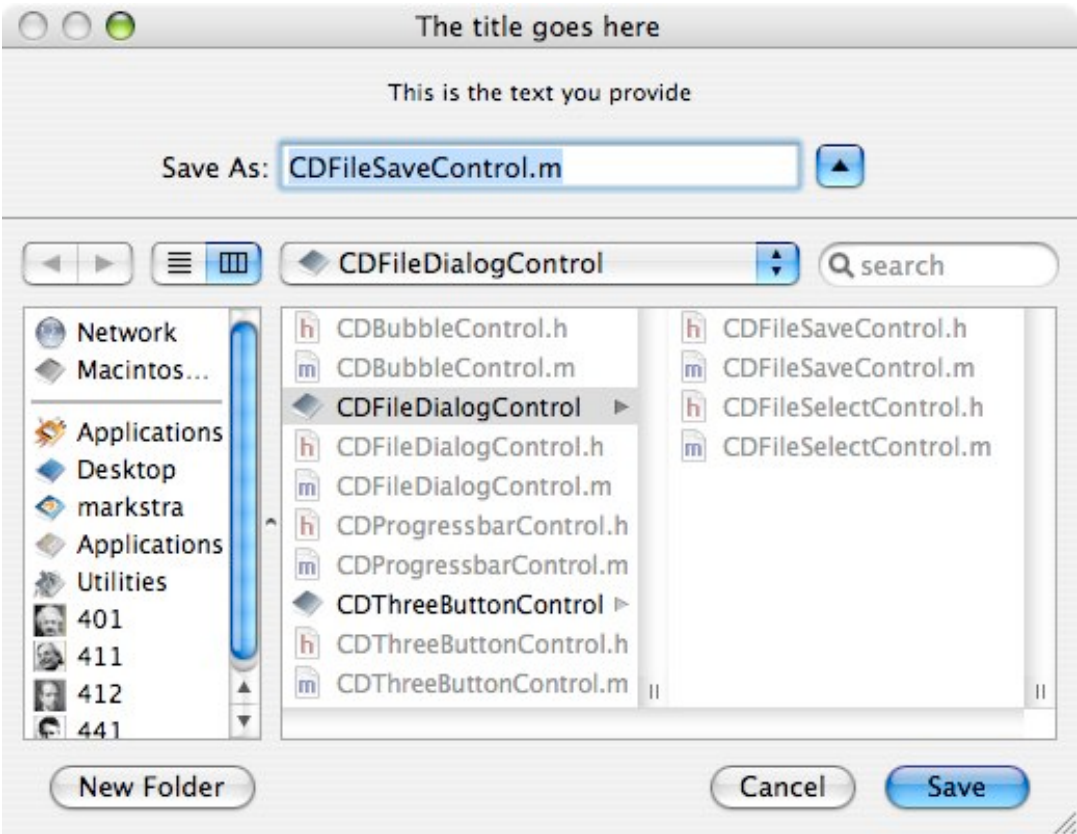 The title goes here
This is the text you provide
Save As: CDFileSaveControl.m
CDFileDialogControl
search
Network
Macintos...
Applications
Desktop
markstra
Applications
Utilities
401
411
412
441
CDBubbleControl.h
CDBubbleControl.m
CDFileDialogControl
CDFileDialogControl.h
CDFileDialogControl.m
CDProgressbarControl.h
CDProgressbarControl.m
CDThreeButtonControl
CDThreeButtonControl.h
CDThreeButtonControl.m
CDFileSaveControl.h
CDFileSaveControl.m
CDFileSelectControl.h
CDFileSelectControl.m
New Folder
Cancel
Save